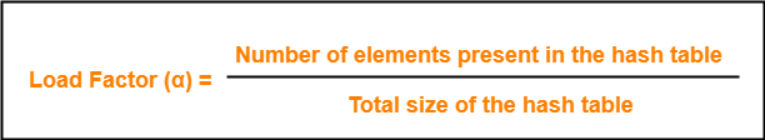 Number of elements present in the hash table
Load Factor (α) =
Total size of the hash table